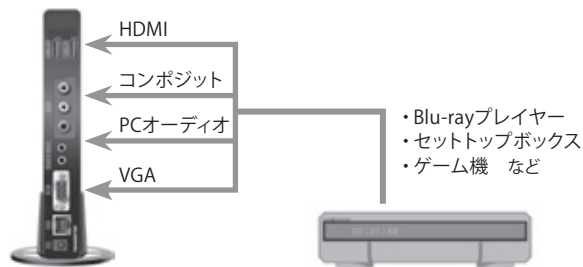 HDMI
コンポジット
PCオーディオ
VGA
・Blu-rayプレイヤー
・セットトップボックス
・ゲーム機　など